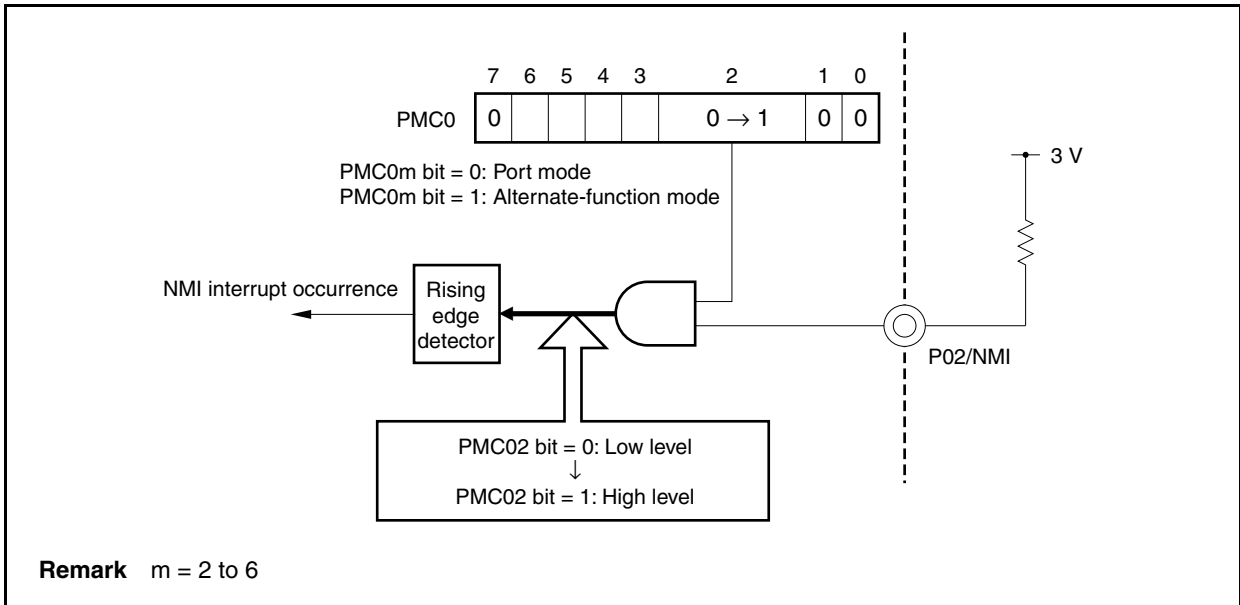 7 6 5 4 3 2 1 0
PMC0 0 0 → 1 0 0
PMC0m bit = 0: Port mode
PMC0m bit = 1: Alternate-function mode
3 V
NMI interrupt occurrence
Rising
edge
detector
P02/NMI
PMC02 bit = 0: Low level
↓
PMC02 bit = 1: High level
Remark m = 2 to 6